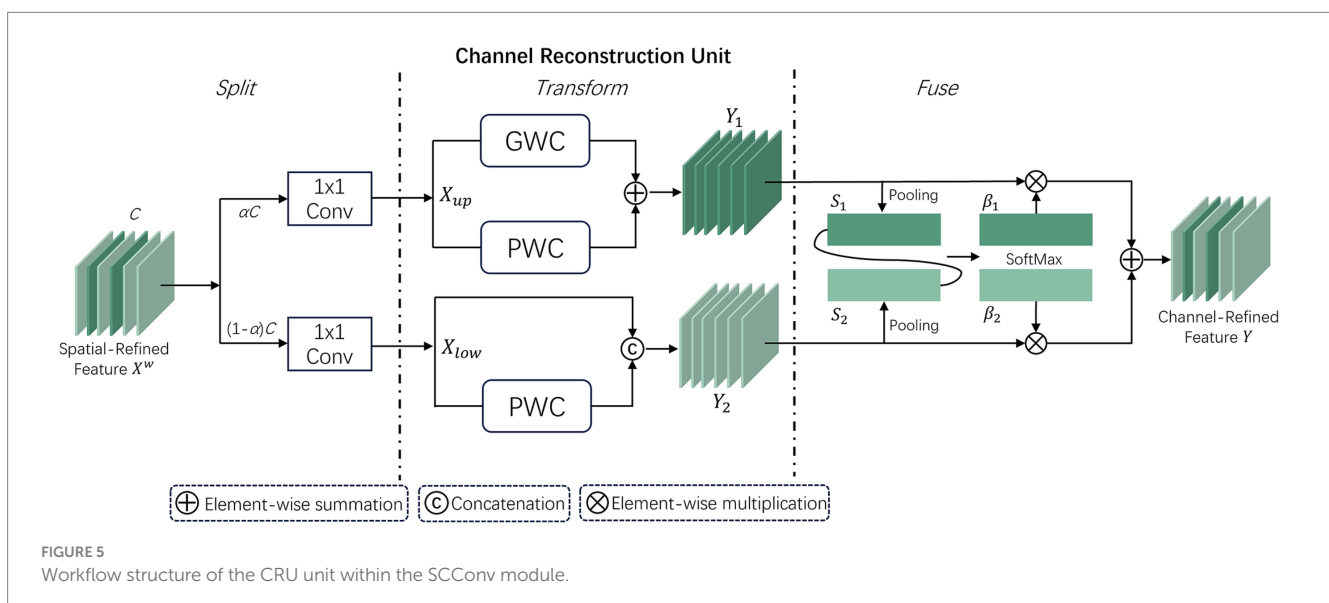 Channel Reconstruction Unit
Split
Transform
Fuse
C
αC
1x1
Conv
X_up
GWC
PWC
Y₁
S₁
Pooling
β₁
SoftMax
S₂
Pooling
β₂
Spatial-Refined
Feature X^w
(1-α)C
1x1
Conv
X_low
PWC
C
Y₂
Channel-Refined
Feature Y
Element-wise summation
C Concatenation
Element-wise multiplication
FIGURE 5
Workflow structure of the CRU unit within the SCConv module.